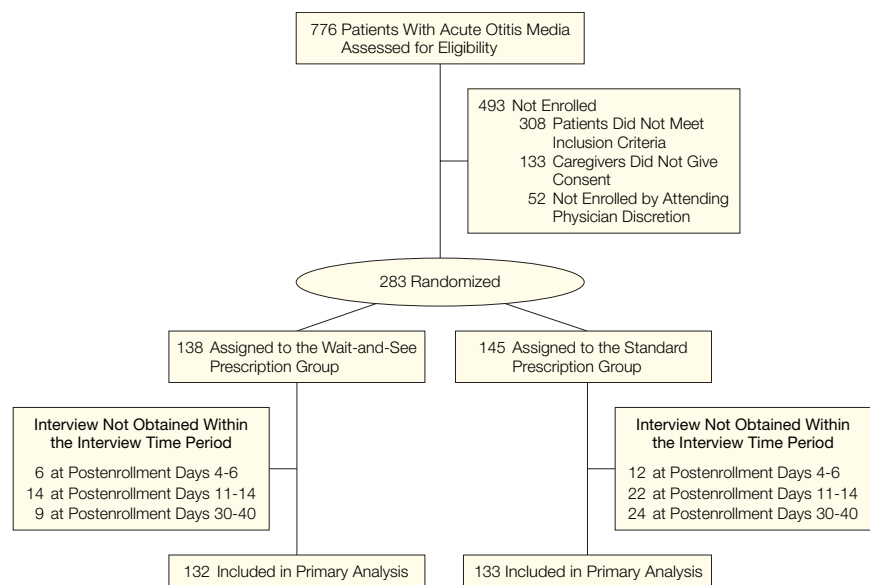 776 Patients With Acute Otitis Media
Assessed for Eligibility
493 Not Enrolled
308 Patients Did Not Meet
Inclusion Criteria
133 Caregivers Did Not Give
Consent
52 Not Enrolled by Attending
Physician Discretion
283 Randomized
138 Assigned to the Wait-and-See
Prescription Group
145 Assigned to the Standard
Prescription Group
Interview Not Obtained Within
the Interview Time Period
6 at Postenrollment Days 4-6
14 at Postenrollment Days 11-14
9 at Postenrollment Days 30-40
Interview Not Obtained Within
the Interview Time Period
12 at Postenrollment Days 4-6
22 at Postenrollment Days 11-14
24 at Postenrollment Days 30-40
132 Included in Primary Analysis
133 Included in Primary Analysis